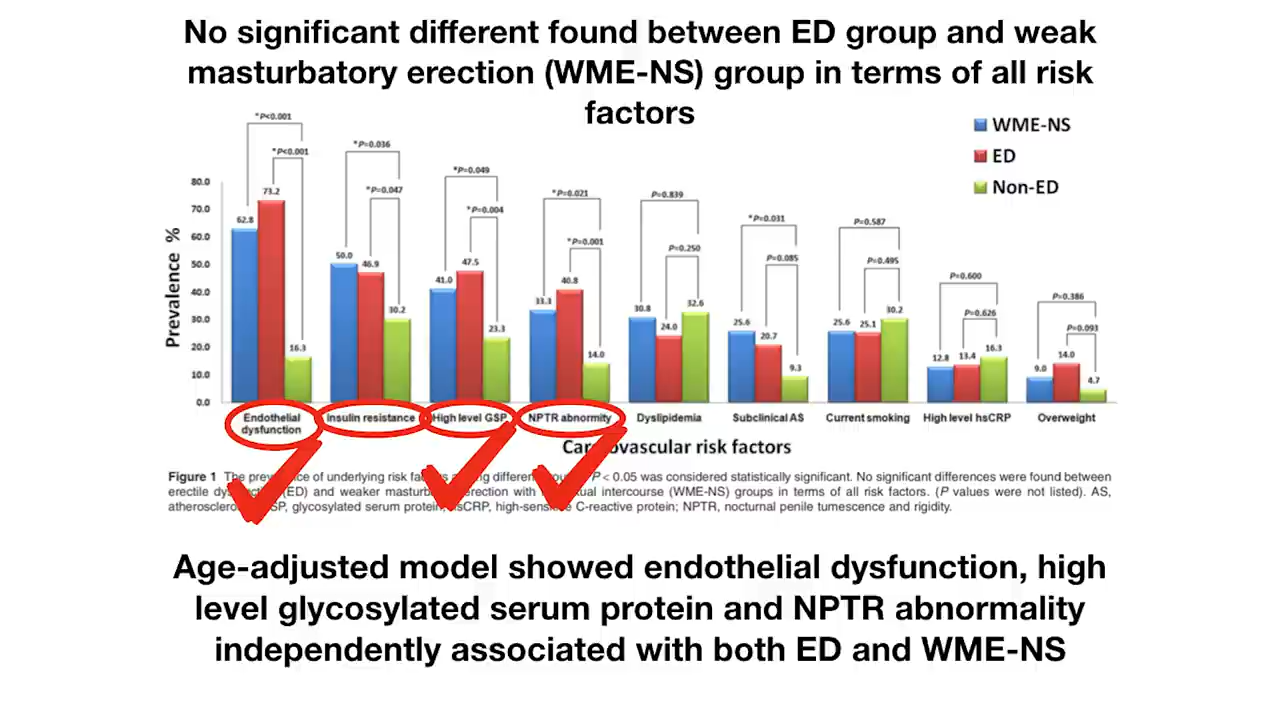 No significant different found between ED group and weak
masturbatory erection (WME-NS) group in terms of all risk
factors
WME-NS
ED
Non-ED
*P<0.001
*P<0.001
*P=0.036
*P=0.047
*P=0.049
*P=0.004
*P=0.021
*P=0.001
P=0.839
P=0.250
*P=0.031
P=0.085
P=0.587
P=0.495
P=0.600
P=0.626
P=0.386
P=0.093
Prevalence %
80.0
70.0
60.0
50.0
40.0
30.0
20.0
10.0
0.0
62.8
73.2
16.3
50.0
46.9
30.2
41.0
47.5
23.3
33.3
40.8
14.0
30.8
24.0
32.6
25.6
20.7
9.3
25.6
25.1
30.2
12.8
13.4
16.3
9.0
14.0
4.7
Endothelial
dysfunction
Insulin resistance
High level GSP
NPTR abnormity
Dyslipidemia
Subclinical AS
Current smoking
High level hsCRP
Overweight
vascular risk factors
Figure 1 The of underlying risk different P < 0.05 was considered statistically significant. No significant differences were found between
erectile (ED) and weaker erection with intercourse (WME-NS) groups in terms of all risk factors. (P values were not listed). AS,
glycosylated serum protein; C-reactive protein; NPTR, nocturnal penile tumescence and rigidity.
Age-adjusted model showed endothelial dysfunction, high
level glycosylated serum protein and NPTR abnormality
independently associated with both ED and WME-NS